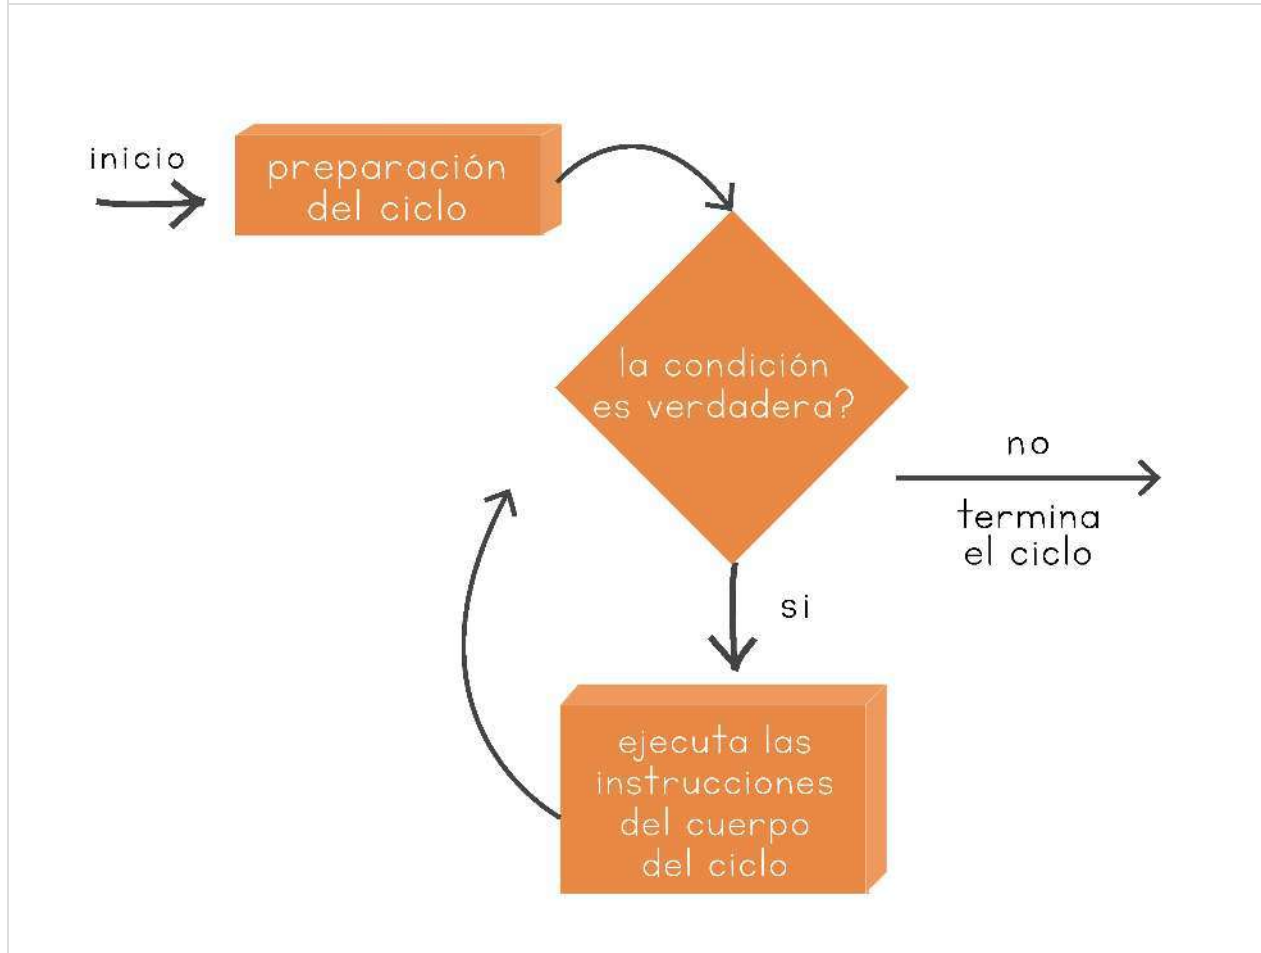 inicio
preparación
del ciclo
la condición
es verdadera?
no
termina
el ciclo
si
ejecuta las
instrucciones
del cuerpo
del ciclo